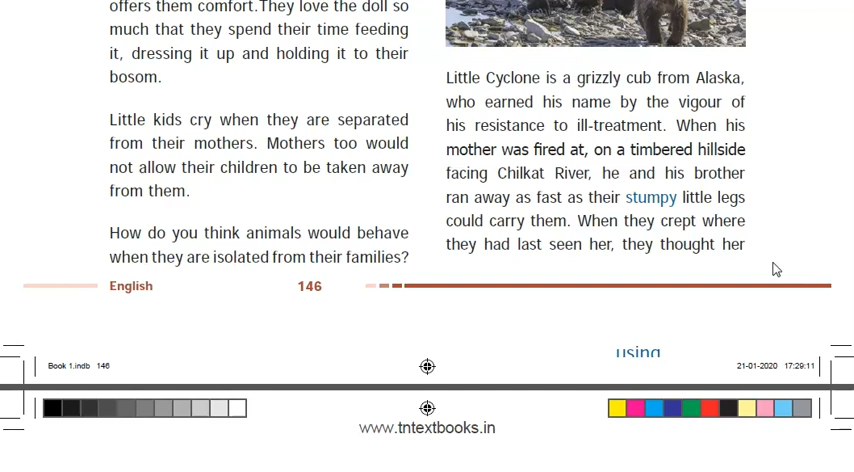 offers them comfort. They love the doll so
much that they spend their time feeding
it, dressing it up and holding it to their
bosom.
Little kids cry when they are separated
from their mothers. Mothers too would
not allow their children to be taken away
from them.
How do you think animals would behave
when they are isolated from their families?
Little Cyclone is a grizzly cub from Alaska,
who earned his name by the vigour of
his resistance to ill-treatment. When his
mother was fired at, on a timbered hillside
facing Chilkat River, he and his brother
ran away as fast as their stumpy little legs
could carry them. When they crept where
they had last seen her, they thought her
English 146
using
Book 1.indb 146
21-01-2020 17:29:11
www.tntextbooks.in